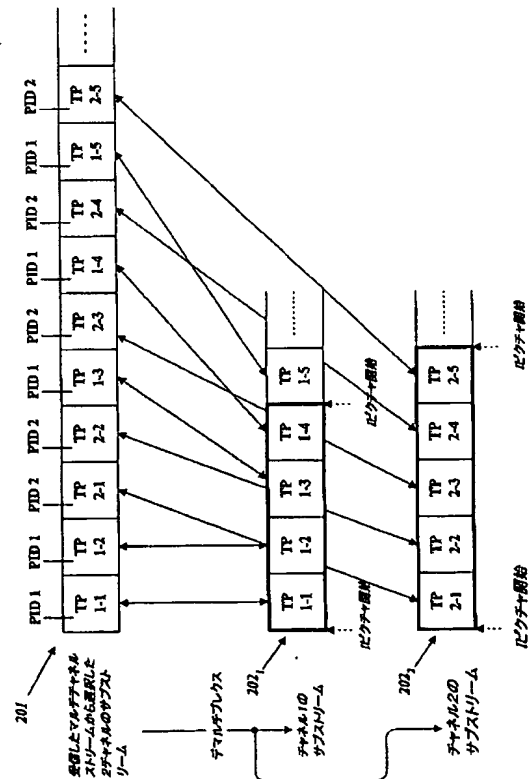 201
受信したマルチチャネル
ストリームから選択した
2チャネルのサブスト
リーム
PID 1
PID 1
PID 2
PID 2
PID 1
PID 2
PID 1
PID 2
PID 1
PID 2
TP 1-1
TP 1-2
TP 2-1
TP 2-2
TP 1-3
TP 2-3
TP 1-4
TP 2-4
TP 1-5
TP 2-5
........
デマルチプレクス
202₁
チャネル1の
サブストリーム
TP 1-1
TP 1-2
TP 1-3
TP 1-4
TP 1-5
........
Iピクチャ開始
Iピクチャ開始
202₂
チャネル2の
サブストリーム
TP 2-1
TP 2-2
TP 2-3
TP 2-4
TP 2-5
........
Iピクチャ開始
Iピクチャ開始